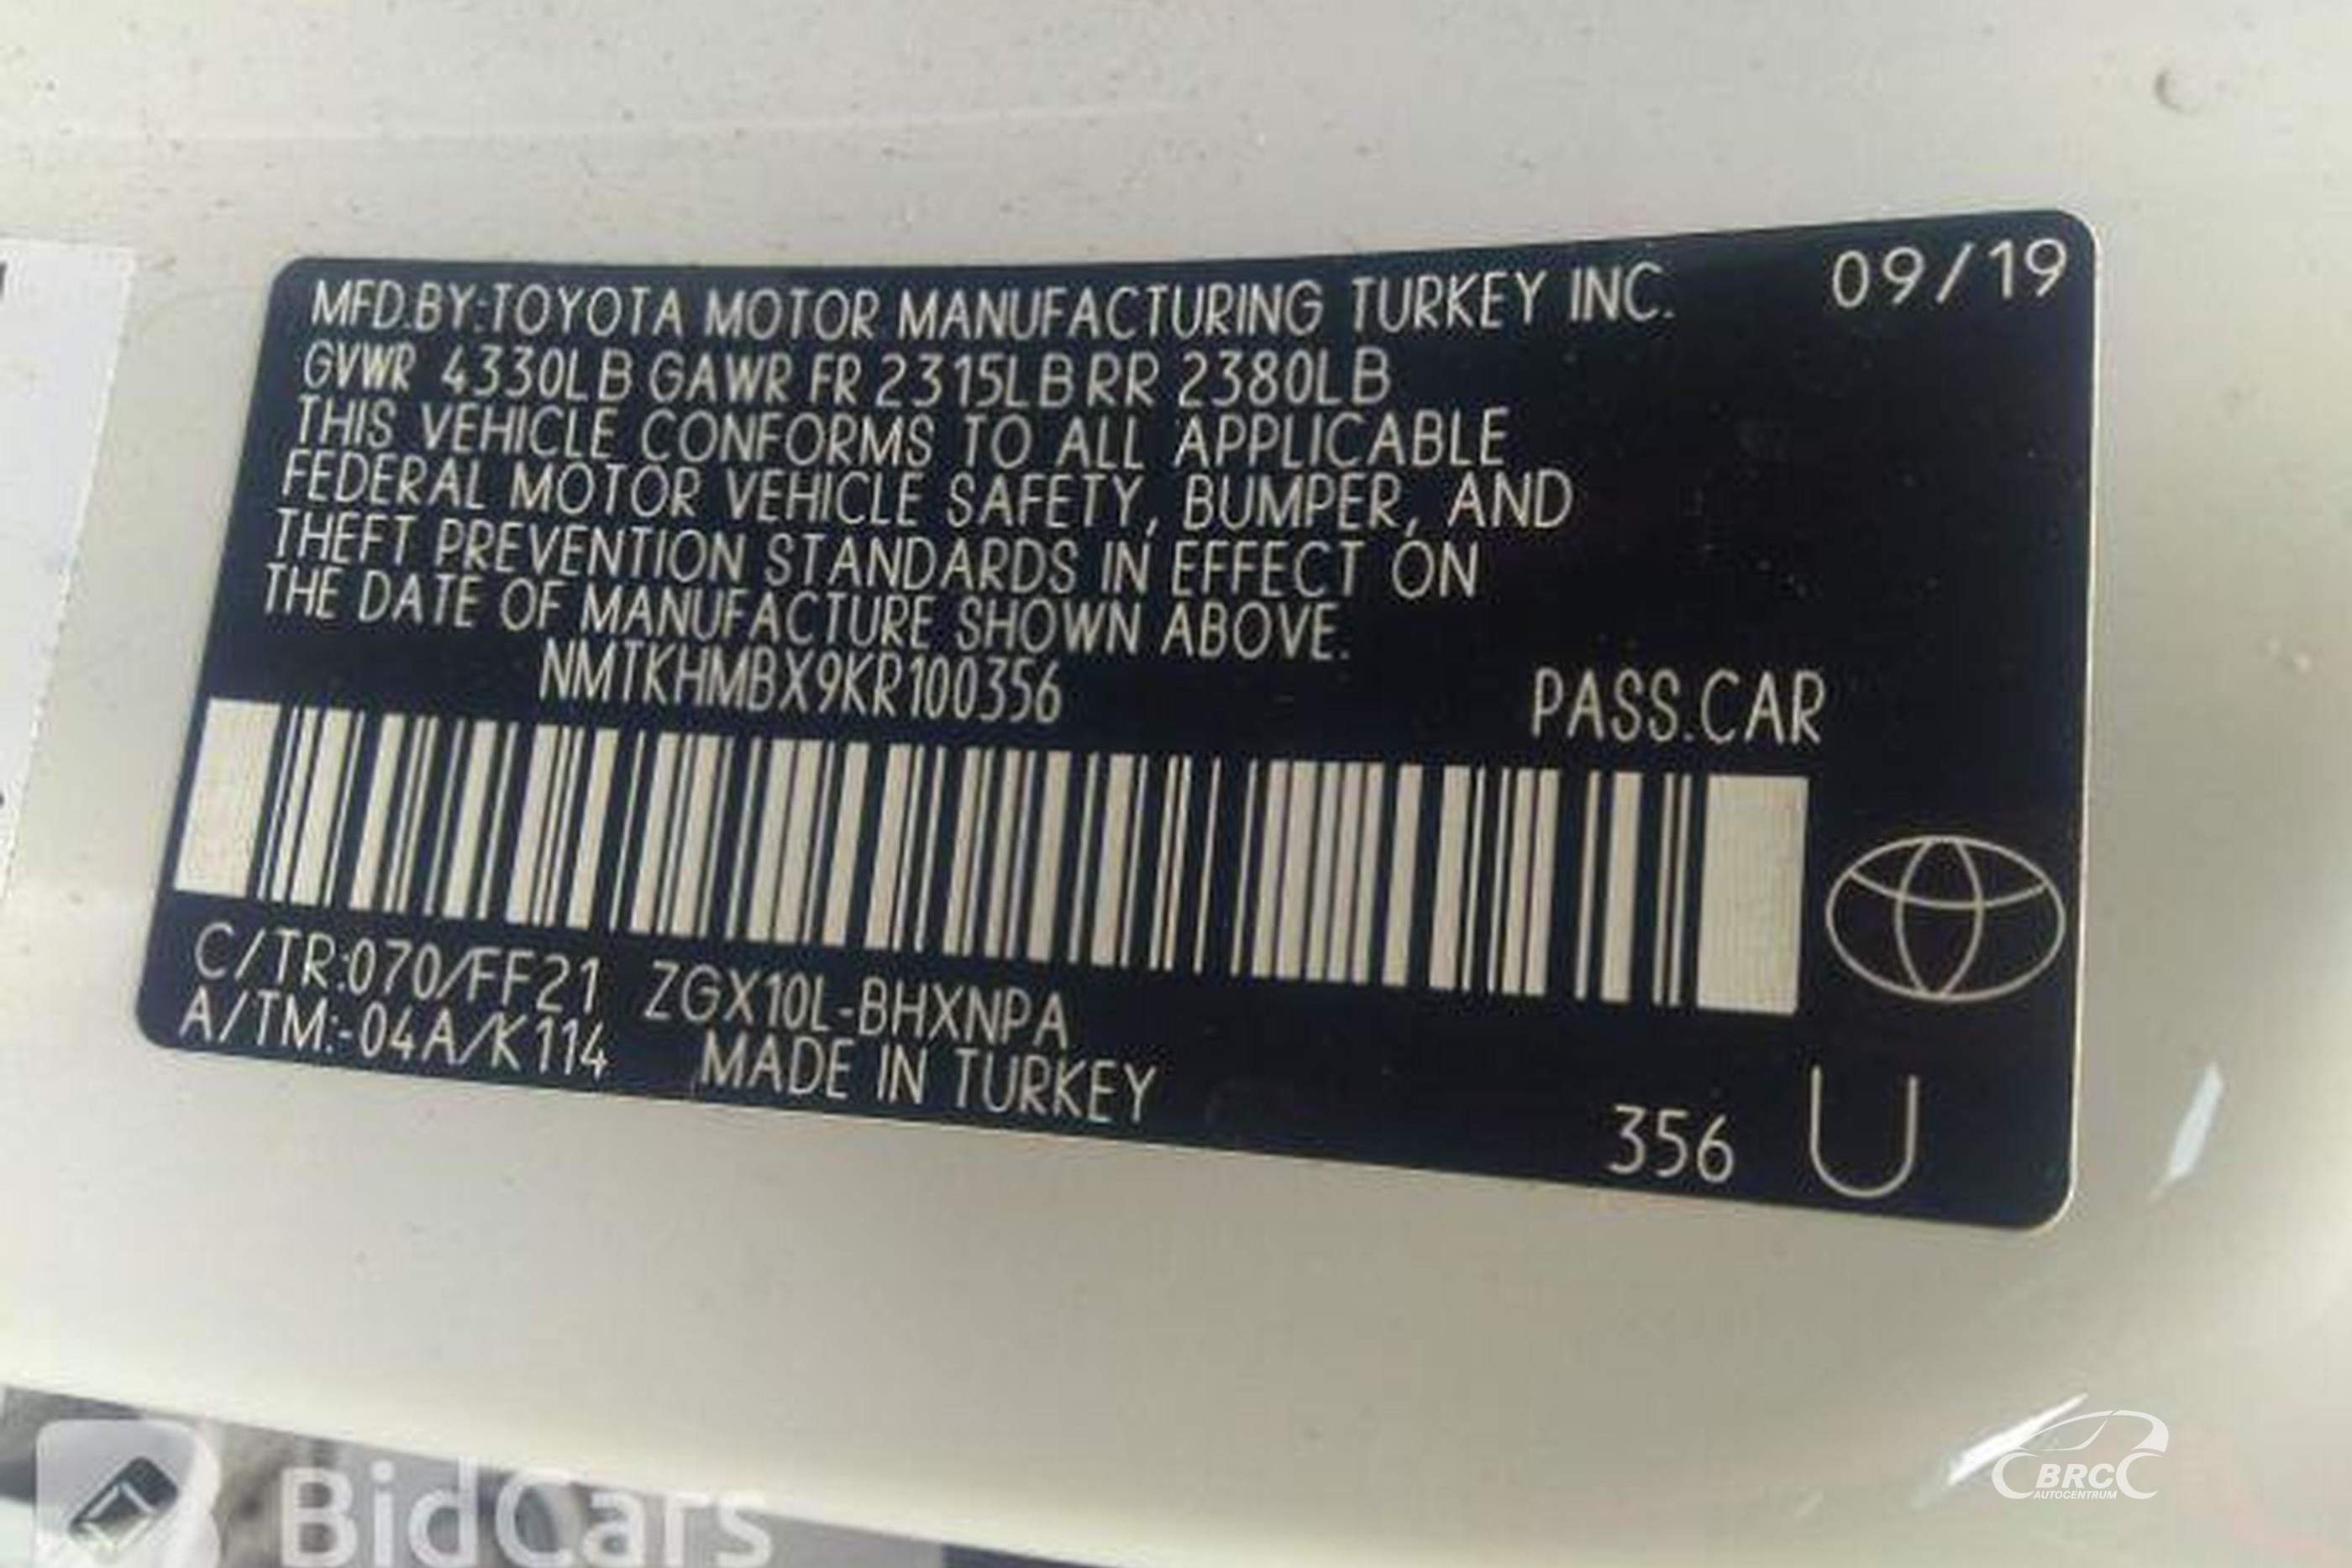 MFD.BY:TOYOTA MOTOR MANUFACTURING TURKEY INC. 09/19
GVWR 4330LB GAWR FR 2315LB RR 2380LB
THIS VEHICLE CONFORMS TO ALL APPLICABLE
FEDERAL MOTOR VEHICLE SAFETY, BUMPER, AND
THEFT PREVENTION STANDARDS IN EFFECT ON
THE DATE OF MANUFACTURE SHOWN ABOVE.
NMTKHMBX9KR100356 PASS.CAR
C/TR:070/FF21 ZGX10L-BHXNPA
A/TM:-04A/K114 MADE IN TURKEY
356 U
BidCars
BRC
AUTOCENTRUM